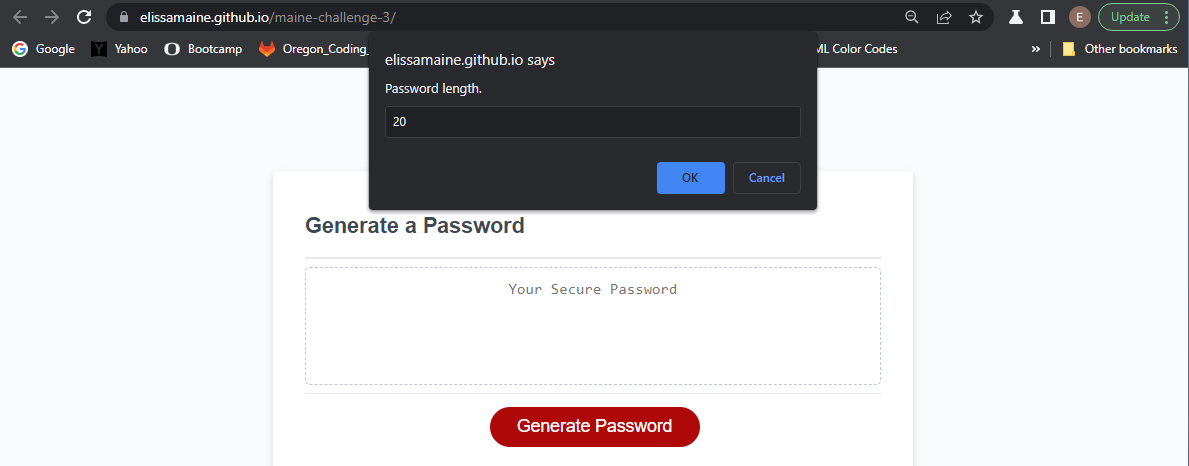 elissamaine.github.io/maine-challenge-3/
E
Update
Google
Yahoo
Bootcamp
Oregon_Coding_
ML Color Codes
»
Other bookmarks
elissamaine.github.io says
Password length.
20
OK
Cancel
Generate a Password
Your Secure Password
Generate Password